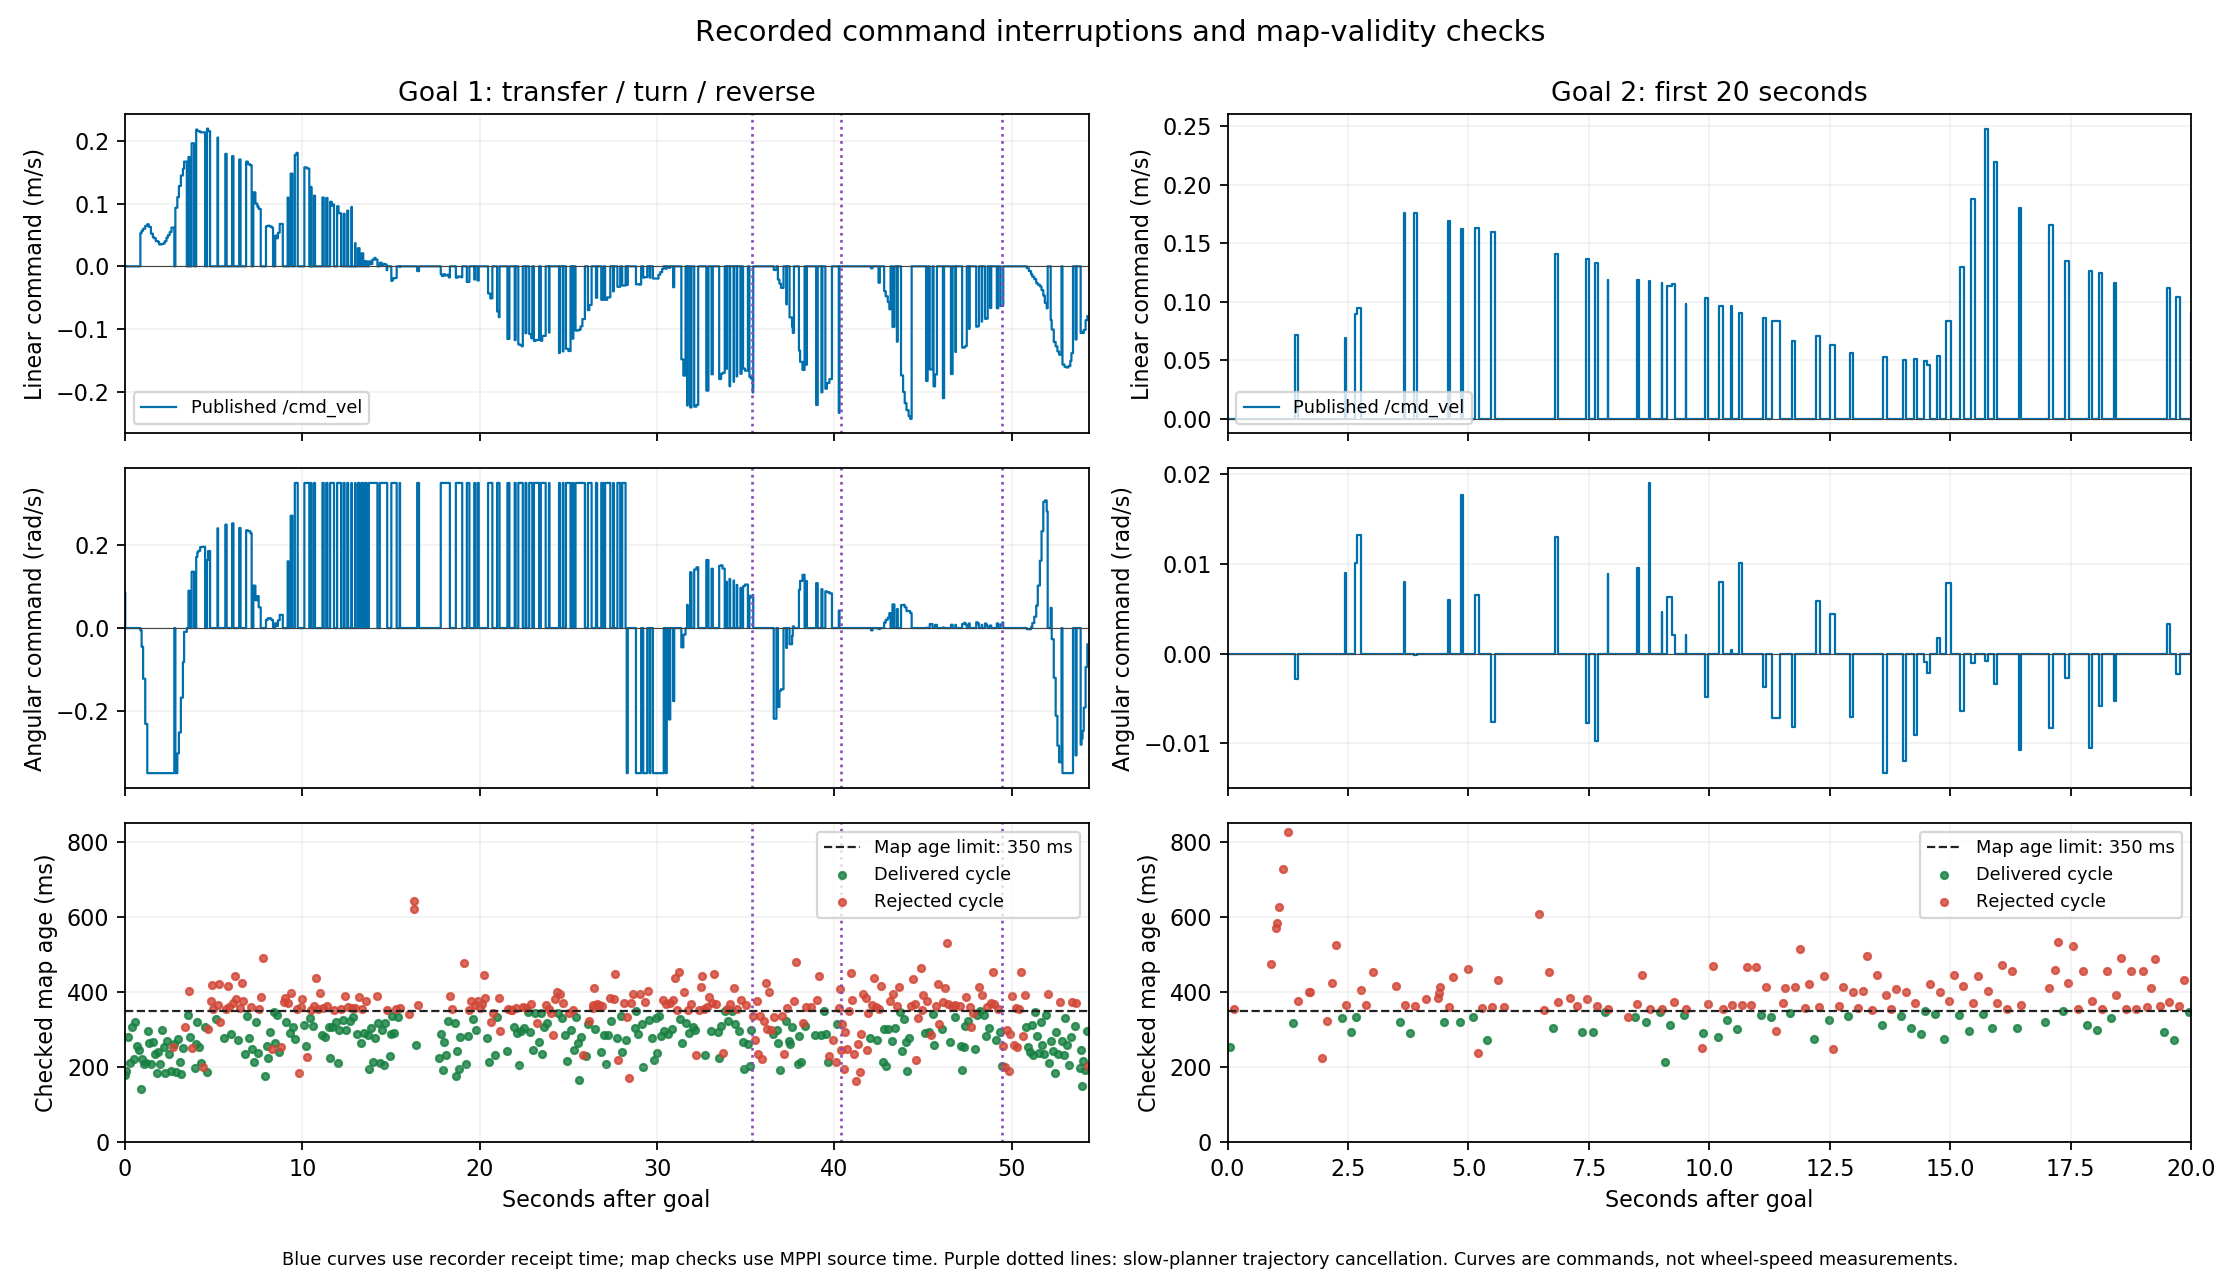 Recorded command interruptions and map-validity checks
Goal 1: transfer / turn / reverse
Linear command (m/s)
0.2
0.1
0.0
−0.1
−0.2
Published /cmd_vel
Angular command (rad/s)
0.2
0.0
−0.2
Checked map age (ms)
800
600
400
200
0
Map age limit: 350 ms
Delivered cycle
Rejected cycle
0 10 20 30 40 50
Seconds after goal
Goal 2: first 20 seconds
Linear command (m/s)
0.25
0.20
0.15
0.10
0.05
0.00
Published /cmd_vel
Angular command (rad/s)
0.02
0.01
0.00
−0.01
Checked map age (ms)
800
600
400
200
0
Map age limit: 350 ms
Delivered cycle
Rejected cycle
0.0 2.5 5.0 7.5 10.0 12.5 15.0 17.5 20.0
Seconds after goal
Blue curves use recorder receipt time; map checks use MPPI source time. Purple dotted lines: slow-planner trajectory cancellation. Curves are commands, not wheel-speed measurements.